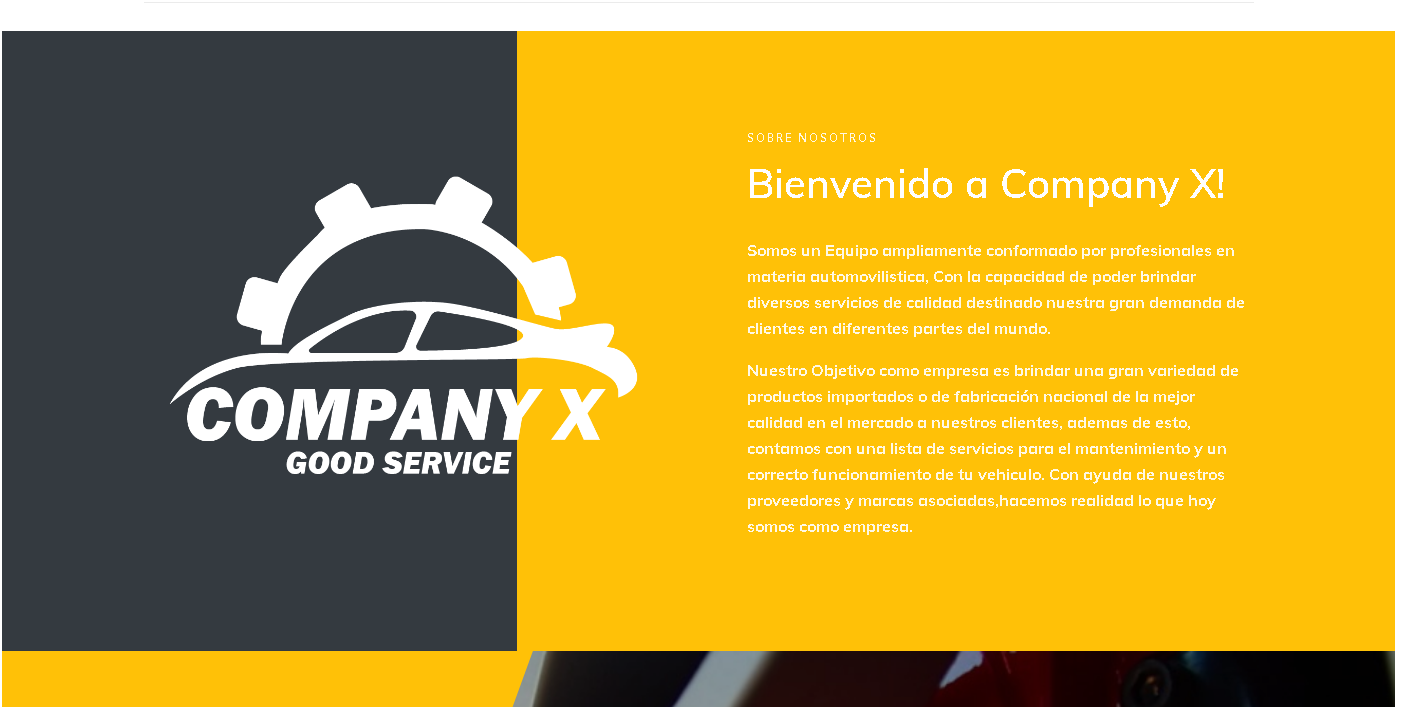 COMPANY X
GOOD SERVICE
SOBRE NOSOTROS
Bienvenido a Company X!
Somos un Equipo ampliamente conformado por profesionales en
materia automovilistica, Con la capacidad de poder brindar
diversos servicios de calidad destinado nuestra gran demanda de
clientes en diferentes partes del mundo.
Nuestro Objetivo como empresa es brindar una gran variedad de
productos importados o de fabricación nacional de la mejor
calidad en el mercado a nuestros clientes, ademas de esto,
contamos con una lista de servicios para el mantenimiento y un
correcto funcionamiento de tu vehiculo. Con ayuda de nuestros
proveedores y marcas asociadas,hacemos realidad lo que hoy
somos como empresa.